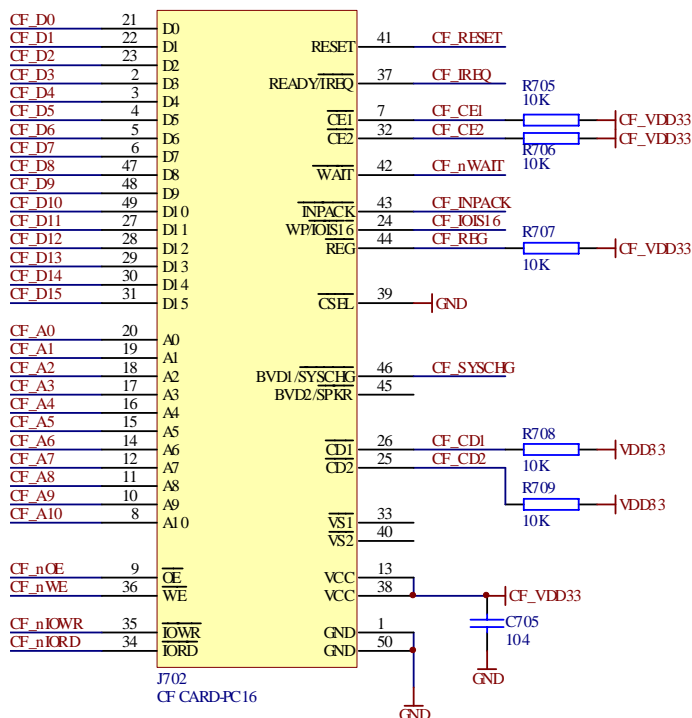 CF_D0 21 D0
CF_D1 22 D1 RESET 41 CF_RESET
CF_D2 23 D2
CF_D3 2 D3 READY/IREQ 37 CF_IREQ R705
CF_D4 3 D4 10K
CF_D5 4 D5 CE1 7 CF_CE1 CF_VDD33
CF_D6 5 D6 CE2 32 CF_CE2 CF_VDD33
CF_D7 6 D7 R706
CF_D8 47 D8 WAIT 42 CF_nWAIT 10K
CF_D9 48 D9
CF_D10 49 D10 INPACK 43 CF_INPACK
CF_D11 27 D11 WP/IOIS16 24 CF_IOIS16 R707
CF_D12 28 D12 REG 44 CF_REG CF_VDD33
CF_D13 29 D13 10K
CF_D14 30 D14
CF_D15 31 D15 CSEL 39 GND
CF_A0 20 A0
CF_A1 19 A1
CF_A2 18 A2 BVD1/SYSCHG 46 CF_SYSCHG
CF_A3 17 A3 BVD2/SPKR 45
CF_A4 16 A4
CF_A5 15 A5 R708
CF_A6 14 A6 CD1 26 CF_CD1 VDD33
CF_A7 12 A7 CD2 25 CF_CD2 10K
CF_A8 11 A8 R709
CF_A9 10 A9 VDD33
CF_A10 8 A10 VS1 33 10K
VS2 40
CF_nOE 9 OE VCC 13
CF_nWE 36 WE VCC 38 CF_VDD33
C705
CF_nIOWR 35 IOWR GND 1 104
CF_nIORD 34 IORD GND 50
J702 GND
CF CARD-PC16
GND